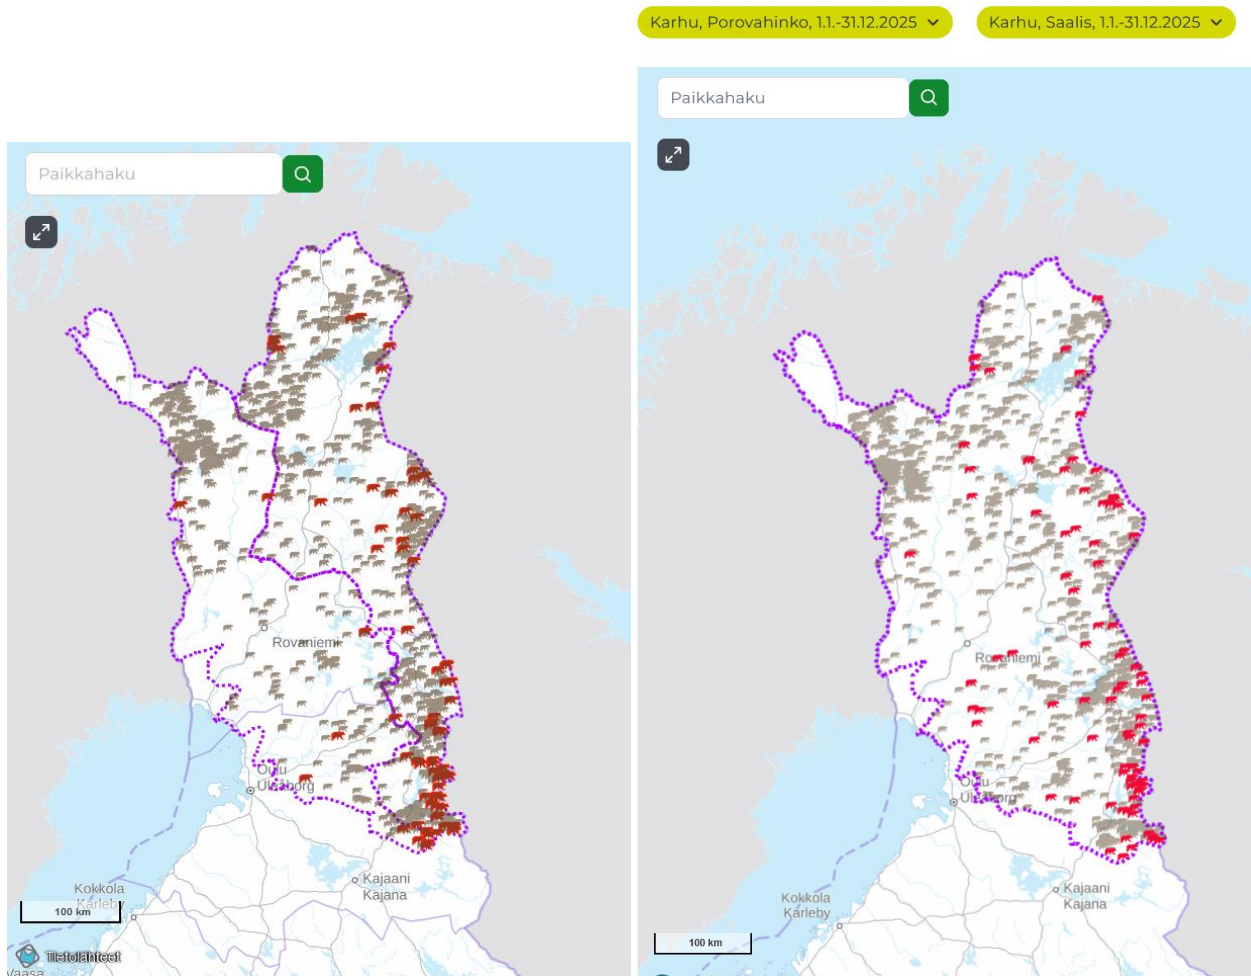 Karhu, Porovahinko, 1.1.-31.12.2025
Karhu, Saalis, 1.1.-31.12.2025
Paikkahaku
Rovaniemi
Oulu
Uleåborg
Kajaani
Kajana
Kokkola
Karleby
100 km
Tietolähteet
Vaasa
Paikkahaku
Rovaniemi
Oulu
Uleåborg
Kajaani
Kajana
Kokkola
Karleby
100 km